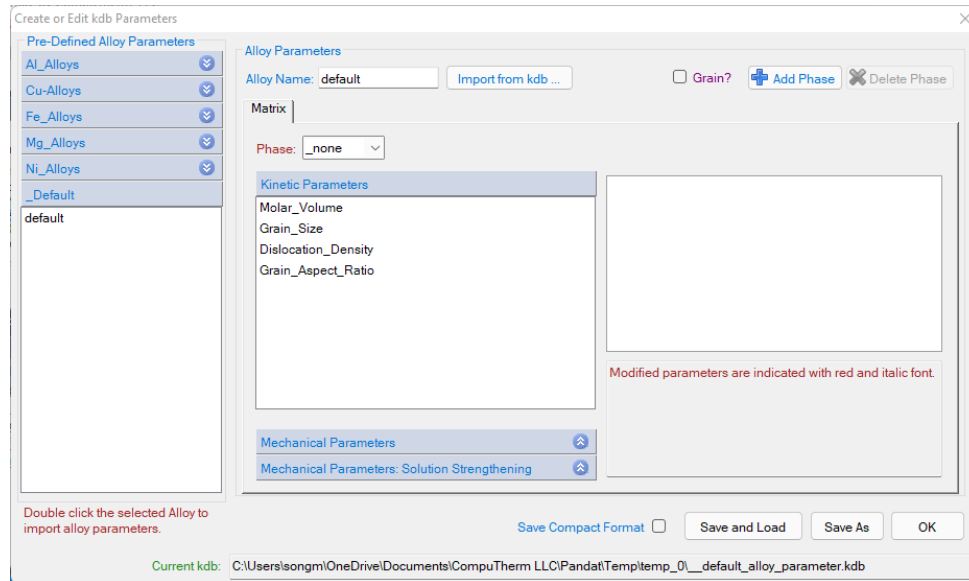 Create or Edit kdb Parameters
Pre-Defined Alloy Parameters
Al_Alloys
Cu-Alloys
Fe_Alloys
Mg_Alloys
Ni_Alloys
_Default
default
Double click the selected Alloy to
import alloy parameters.
Alloy Parameters
Alloy Name: default Import from kdb ... Grain? Add Phase Delete Phase
Matrix
Phase: _none
Kinetic Parameters
Molar_Volume
Grain_Size
Dislocation_Density
Grain_Aspect_Ratio
Modified parameters are indicated with red and italic font.
Mechanical Parameters
Mechanical Parameters: Solution Strengthening
Save Compact Format Save and Load Save As OK
Current kdb: C:\Users\songm\OneDrive\Documents\CompuTherm LLC\Pandat\Temp\temp_0\__default_alloy_parameter.kdb